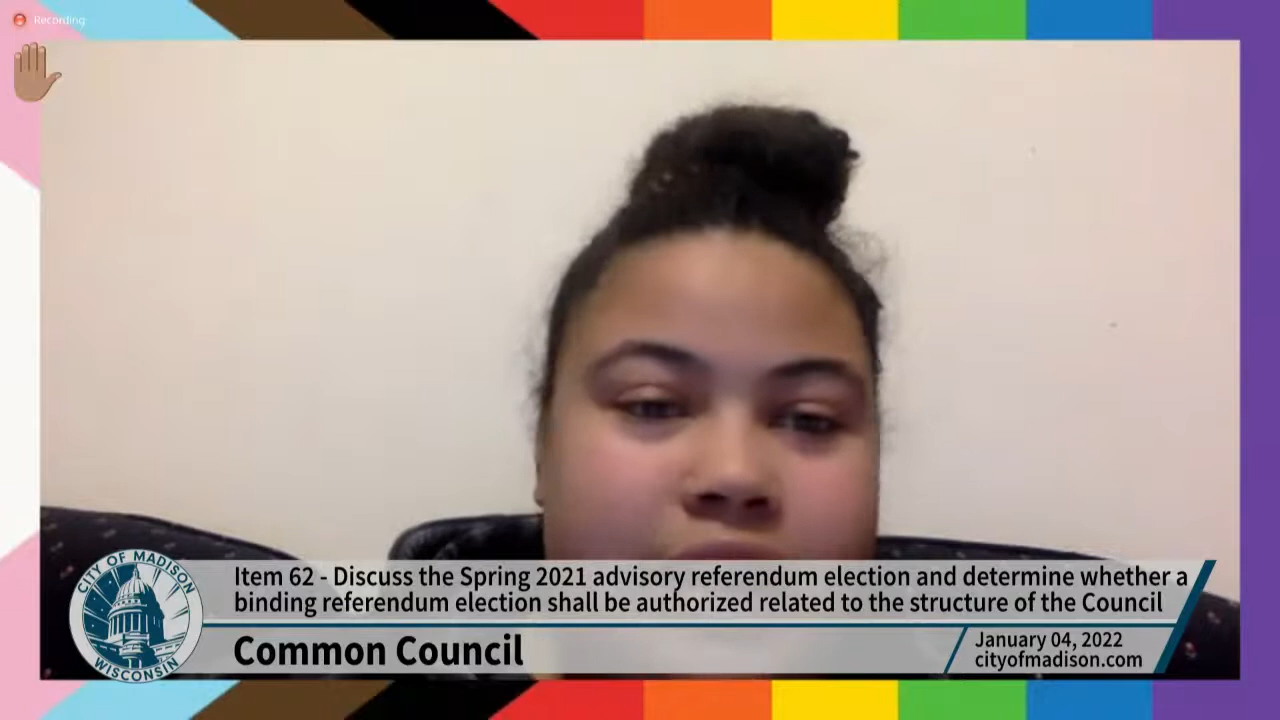 Recording
Item 62 - Discuss the Spring 2021 advisory referendum election and determine whether a
binding referendum election shall be authorized related to the structure of the Council
Common Council
January 04, 2022
cityofmadison.com
CITY OF MADISON
WISCONSIN